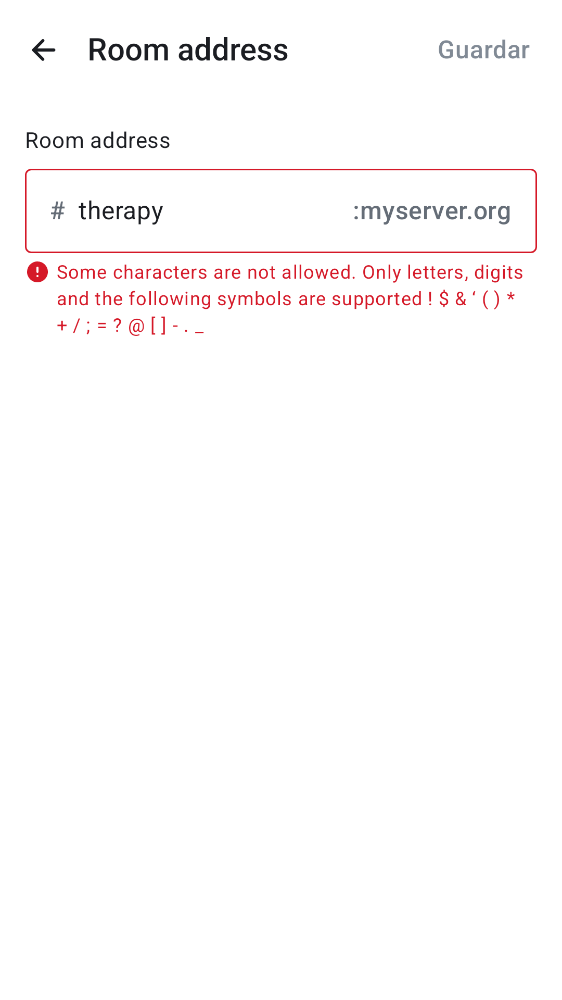 Room address
Guardar
Room address
# therapy :myserver.org
Some characters are not allowed. Only letters, digits
and the following symbols are supported ! $ & ‘ ( ) *
+ / ; = ? @ [ ] - . _